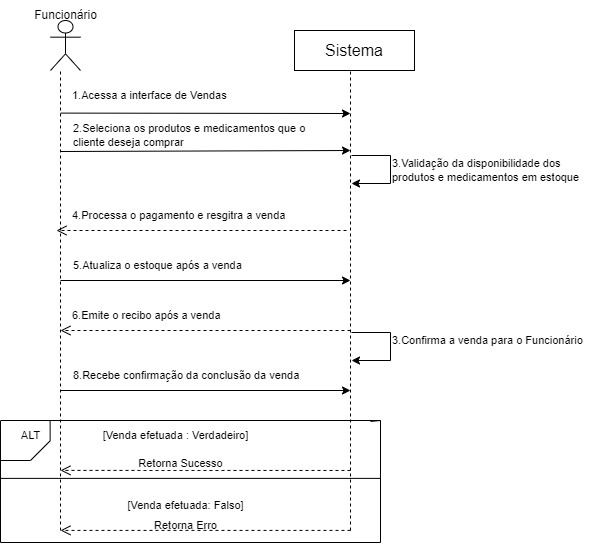 Funcionário
Sistema
1.Acessa a interface de Vendas
2.Seleciona os produtos e medicamentos que o
cliente deseja comprar
3.Validação da disponibilidade dos
produtos e medicamentos em estoque
4.Processa o pagamento e resgitra a venda
5.Atualiza o estoque após a venda
6.Emite o recibo após a venda
3.Confirma a venda para o Funcionário
8.Recebe confirmação da conclusão da venda
ALT
[Venda efetuada : Verdadeiro]
Retorna Sucesso
[Venda efetuada: Falso]
Retorna Erro